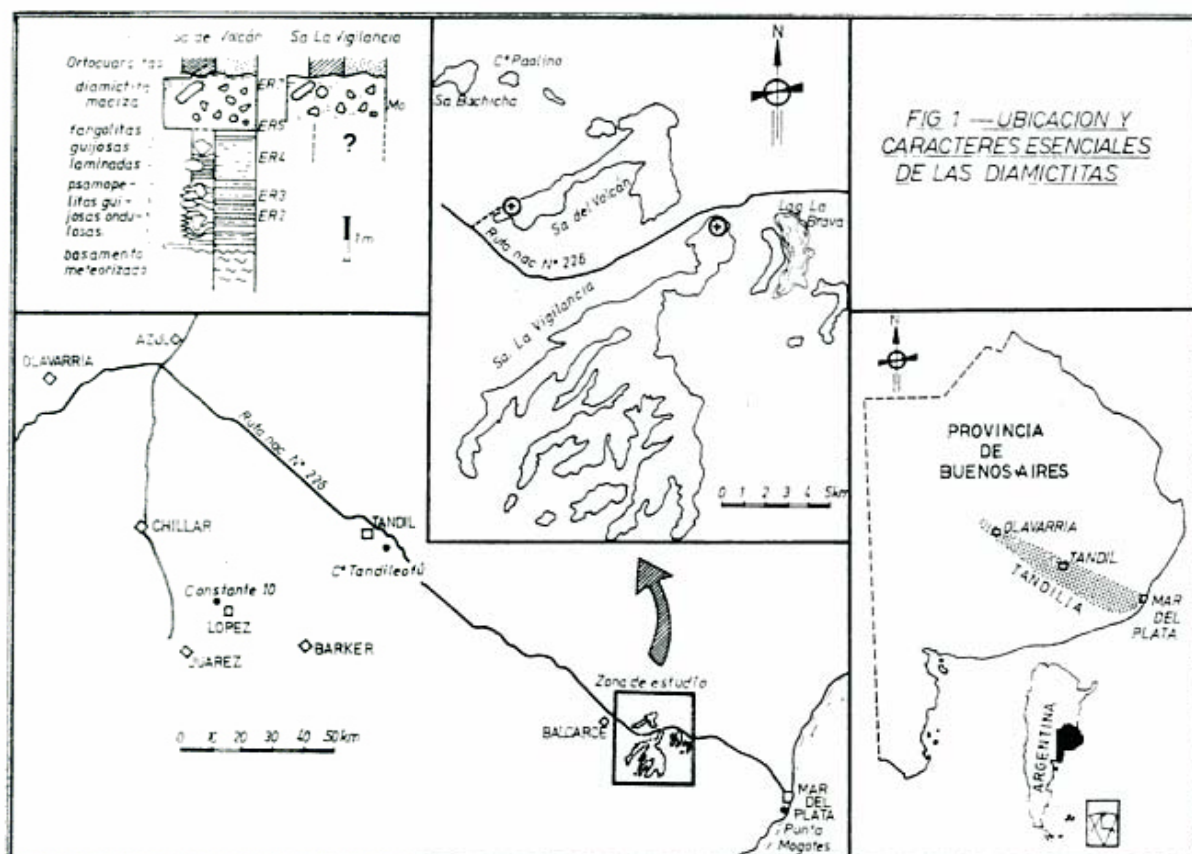 Sa de Volcán
Sa La Vigilancia
Ortocuarcitas
diamictita
maciza
fangolitas
guijosas
laminadas
psamope-
litas gui-
josas ondu-
losas
basamento
meteorizado
ER7
ER5
ER4
ER3
ER2
Mo
?
1m
N
Cº Paolino
Sa Bachicha
Sa del Volcán
Ruta nac Nº 226
Lag La
Brava
Sa. La Vigilancia
0 1 2 3 4 5km
FIG 1 — UBICACION Y
CARACTERES ESENCIALES
DE LAS DIAMICTITAS
AZUL
OLAVARRIA
Ruta nac Nº 226
CHILLAR
TANDIL
Cº Tandileofú
Constante 10
LOPEZ
JUAREZ
BARKER
Zona de estudio
BALCARCE
0 10 20 30 40 50km
MAR
DEL
PLATA
Punta
Mogotes
N
PROVINCIA
DE
BUENOS AIRES
OLAVARRIA
TANDIL
TANDILIA
MAR
DEL
PLATA
ARGENTINA